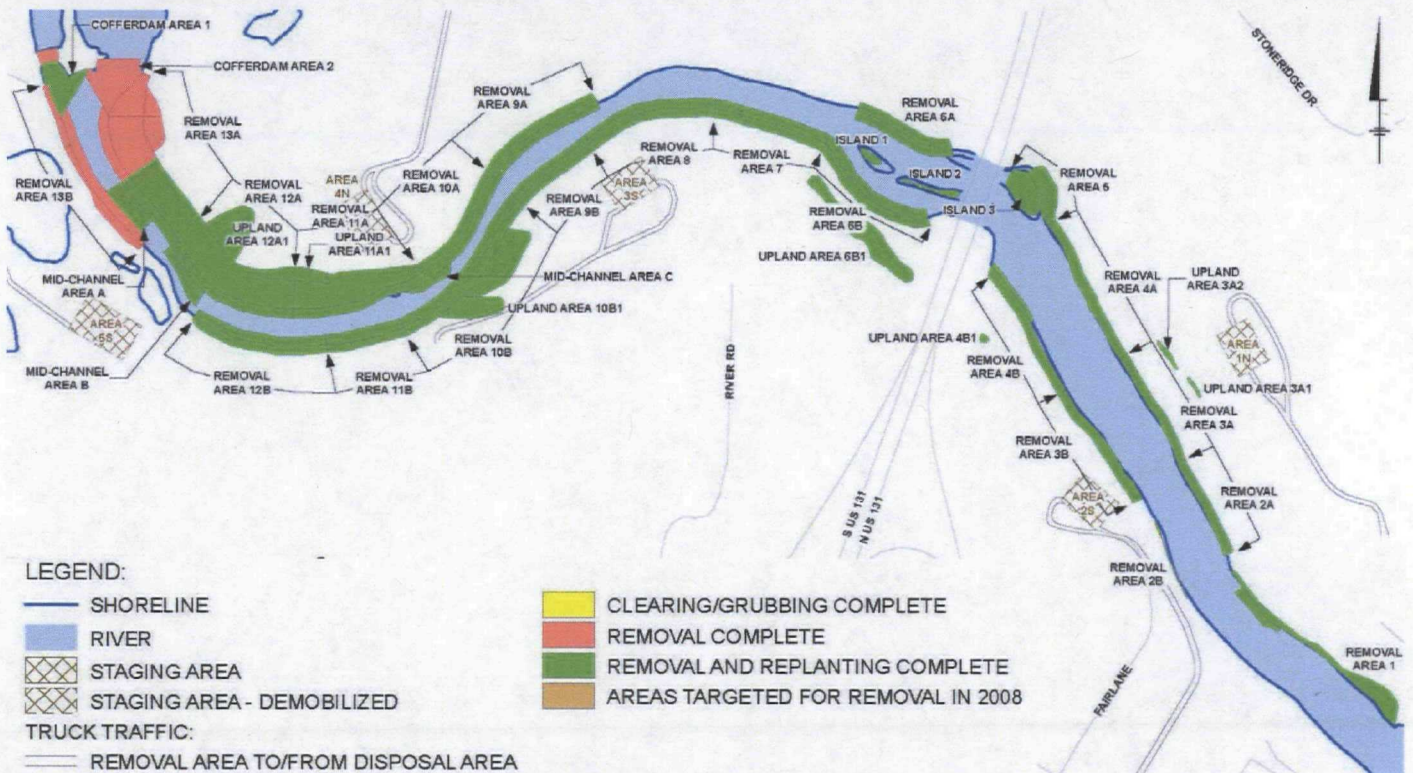 COFFERDAM AREA 1
COFFERDAM AREA 2
REMOVAL
AREA 13A
REMOVAL
AREA 13B
REMOVAL
AREA 12A
UPLAND
AREA 12A1
AREA
4N
REMOVAL
AREA 11A
UPLAND
AREA 11A1
REMOVAL
AREA 10A
REMOVAL
AREA 9A
REMOVAL
AREA 8
AREA
3S
REMOVAL
AREA 9B
REMOVAL
AREA 7
REMOVAL
AREA 6A
ISLAND 1
ISLAND 2
ISLAND 3
REMOVAL
AREA 6B
UPLAND AREA 6B1
REMOVAL
AREA 5
STONERIDGE DR
MID-CHANNEL
AREA A
AREA
5S
MID-CHANNEL
AREA B
MID-CHANNEL AREA C
UPLAND AREA 10B1
REMOVAL
AREA 10B
REMOVAL
AREA 12B
REMOVAL
AREA 11B
RIVER RD
UPLAND AREA 4B1
REMOVAL
AREA 4B
REMOVAL
AREA 4A
UPLAND
AREA 3A2
AREA
1N
UPLAND AREA 3A1
REMOVAL
AREA 3A
REMOVAL
AREA 3B
AREA
2S
REMOVAL
AREA 2A
S US 131
N US 131
REMOVAL
AREA 2B
FAIRLANE
REMOVAL
AREA 1
LEGEND:
SHORELINE
RIVER
STAGING AREA
STAGING AREA - DEMOBILIZED
TRUCK TRAFFIC:
REMOVAL AREA TO/FROM DISPOSAL AREA
CLEARING/GRUBBING COMPLETE
REMOVAL COMPLETE
REMOVAL AND REPLANTING COMPLETE
AREAS TARGETED FOR REMOVAL IN 2008